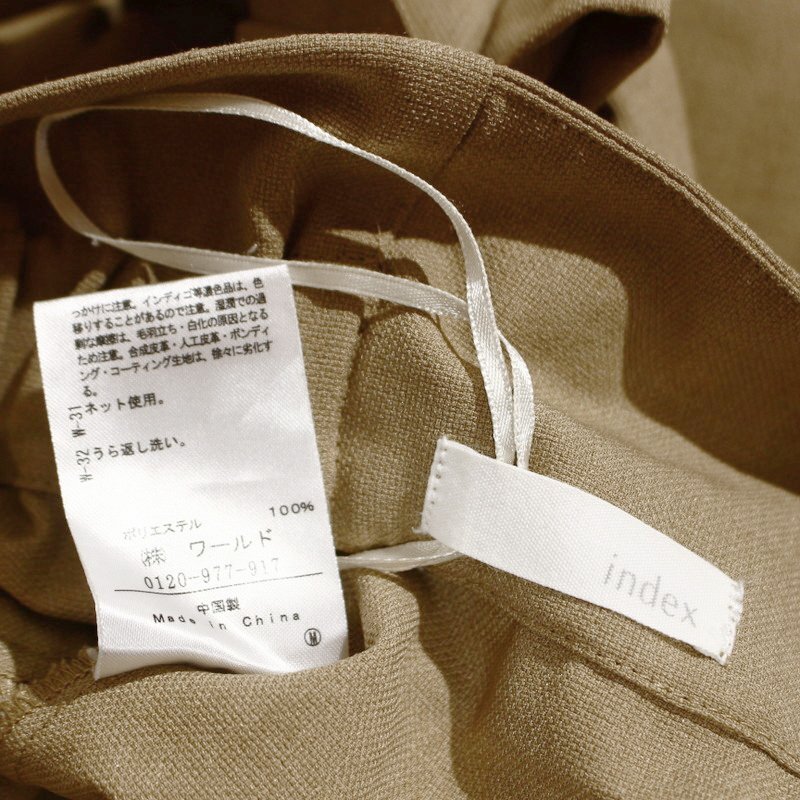 つかけに注意。インディゴ等濃色品は、色
移りすることがあるので注意。湿潤での過
剰な摩擦は、毛羽立ち・白化の原因となる
ため注意。合成皮革・人工皮革・ボンディ
ング・コーティング生地は、徐々に劣化す
る。
W-31 ネット使用。
W-32 うら返し洗い。
100%
ポリエステル
㈱ ワールド
0120-977-917
中国製
Made in China
M
index